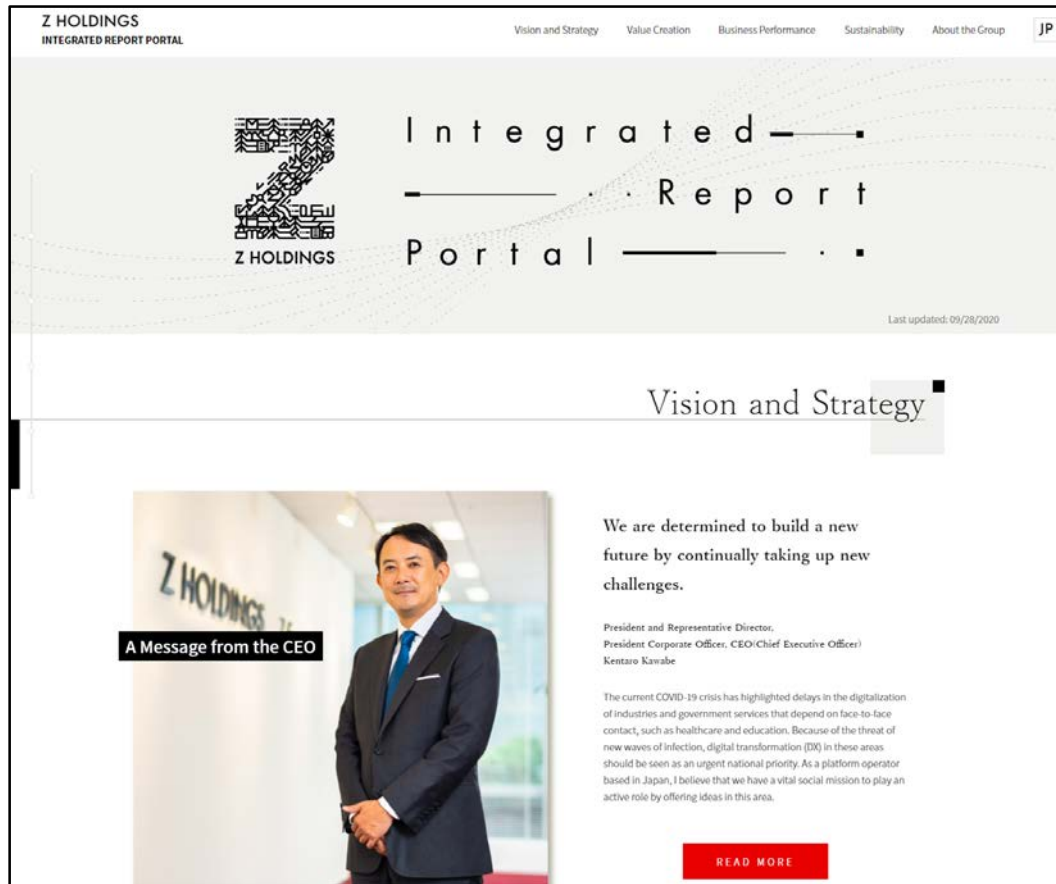 Z HOLDINGS
INTEGRATED REPORT PORTAL
Vision and Strategy
Value Creation
Business Performance
Sustainability
About the Group
JP
Integrated
Report
Portal
Z HOLDINGS
Last updated: 09/28/2020
Vision and Strategy
Z HOLDINGS
A Message from the CEO
We are determined to build a new
future by continually taking up new
challenges.
President and Representative Director,
President Corporate Officer, CEO(Chief Executive Officer)
Kentaro Kawabe
The current COVID-19 crisis has highlighted delays in the digitalization
of industries and government services that depend on face-to-face
contact, such as healthcare and education. Because of the threat of
new waves of infection, digital transformation (DX) in these areas
should be seen as an urgent national priority. As a platform operator
based in Japan, I believe that we have a vital social mission to play an
active role by offering ideas in this area.
READ MORE